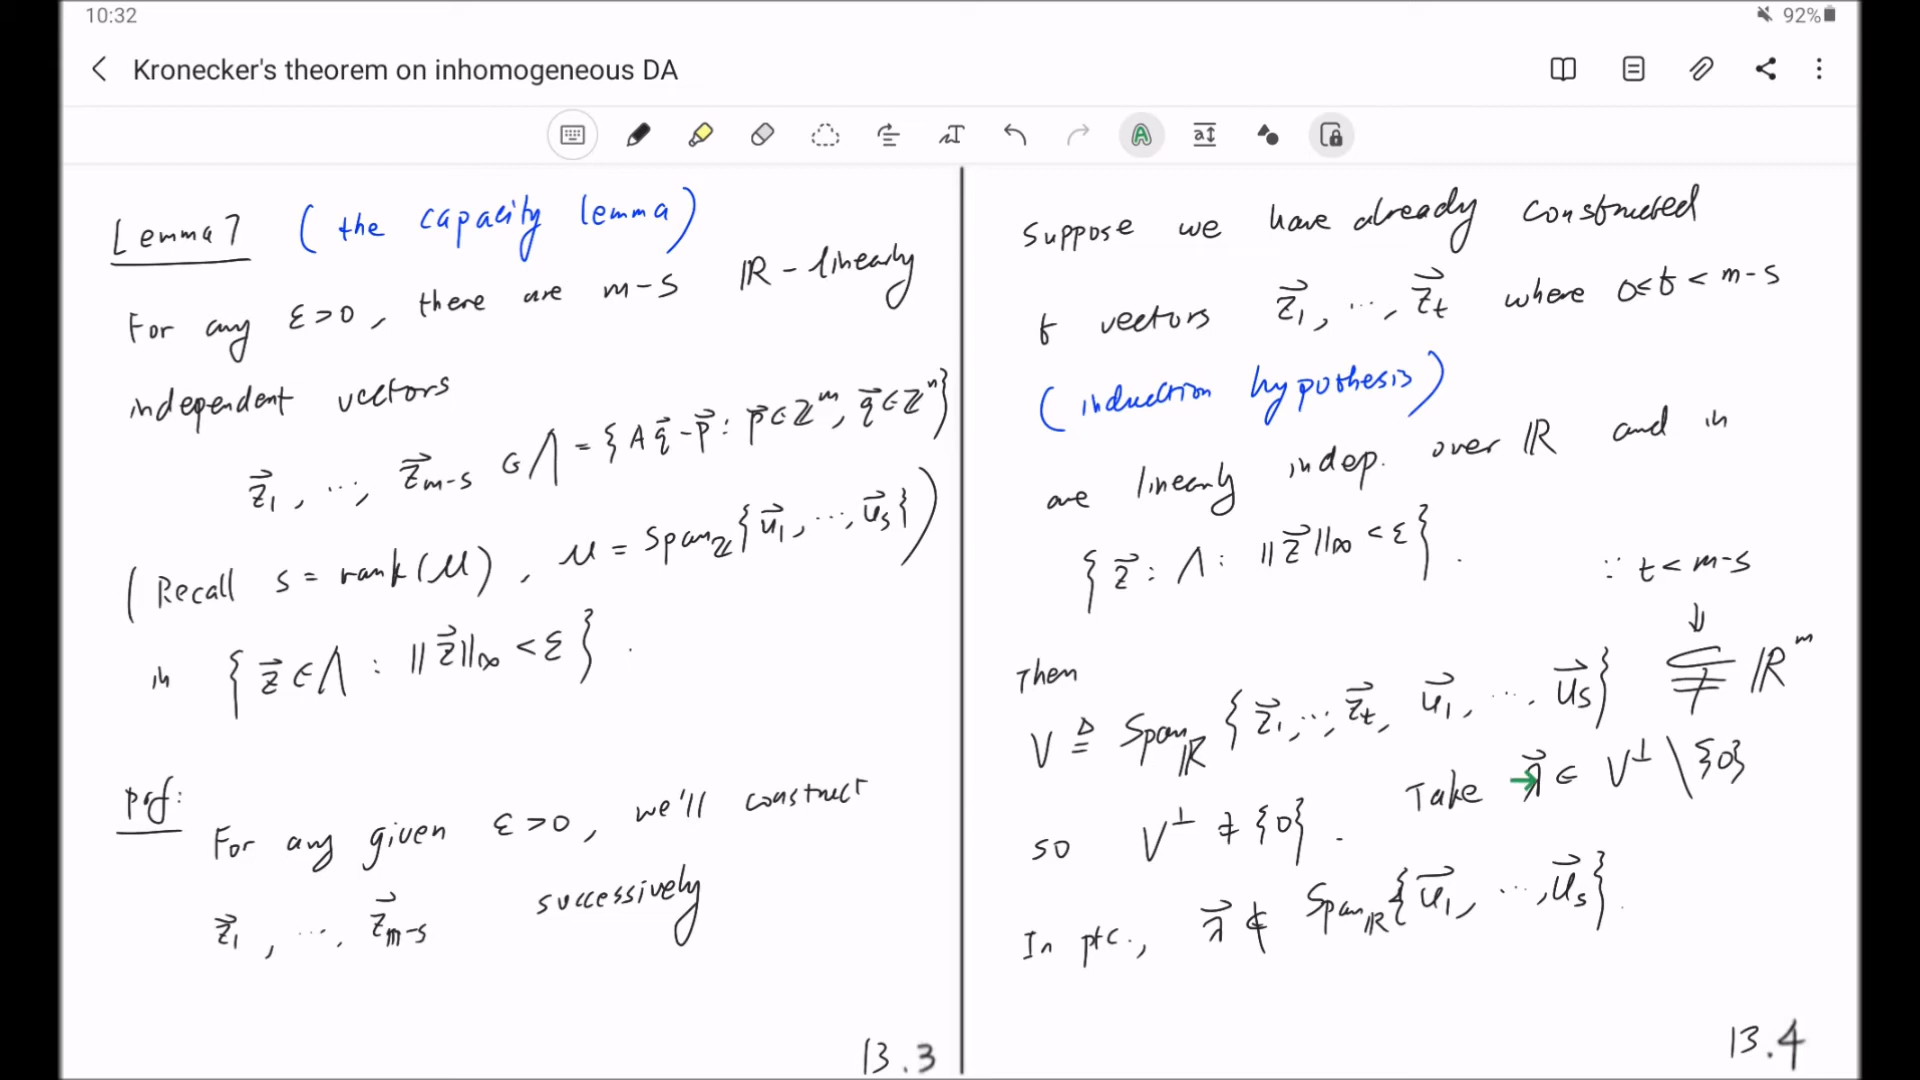 10:32
92%
Kronecker's theorem on inhomogeneous DA
Lemma 7 (the capacity lemma)
For any ε>0, there are m-s ℝ-linearly
independent vectors
z⃗₁, ⋯, z⃗ₘ₋ₛ ∈ Λ = {Aq⃗-p⃗: p⃗∈ℤᵐ, q⃗∈ℤⁿ}
(Recall s = rank(𝓤), 𝓤 = Span_ℤ{u⃗₁, ⋯, u⃗ₛ})
in {z⃗∈Λ : ‖z⃗‖∞ <ε}.
prf:
For any given ε>0, we'll construct
z⃗₁, ⋯, z⃗ₘ₋ₛ successively
13.3
Suppose we have already constructed
t vectors z⃗₁, ⋯, z⃗ₜ where 0≤t<m-s
(induction hypothesis)
are linearly indep. over ℝ and in
{z⃗: Λ: ‖z⃗‖∞ <ε}.
∵ t<m-s
⇓
Then
V ≜ Span_ℝ {z⃗₁, ⋯, z⃗ₜ, u⃗₁, ⋯, u⃗ₛ} ⊊ ℝᵐ
so V^⊥ ≠ {0}. Take λ⃗ ∈ V^⊥ \ {0}
In ptc., λ⃗ ∉ Span_ℝ{u⃗₁, ⋯, u⃗ₛ}.
13.4